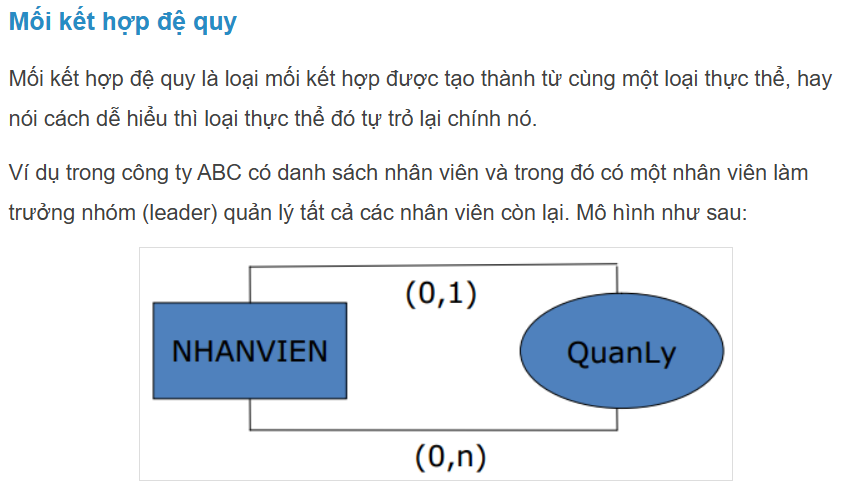 Mối kết hợp đệ quy
Mối kết hợp đệ quy là loại mối kết hợp được tạo thành từ cùng một loại thực thể, hay
nói cách dễ hiểu thì loại thực thể đó tự trỏ lại chính nó.
Ví dụ trong công ty ABC có danh sách nhân viên và trong đó có một nhân viên làm
trưởng nhóm (leader) quản lý tất cả các nhân viên còn lại. Mô hình như sau:
(0,1)
NHANVIEN
QuanLy
(0,n)